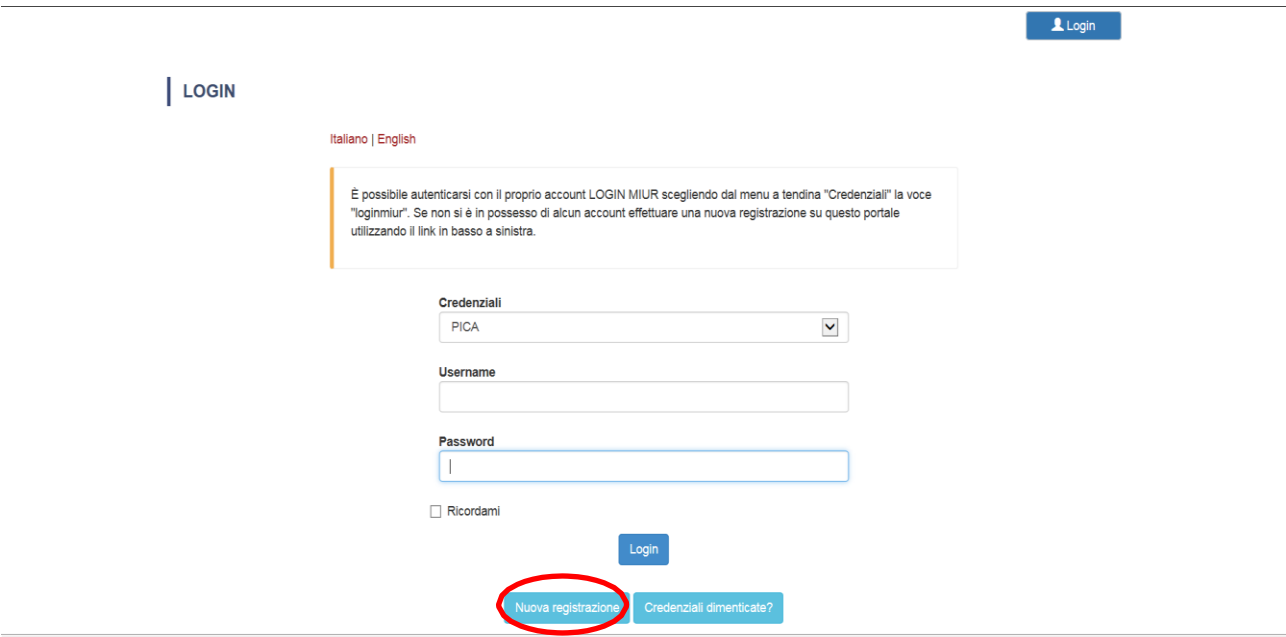 Login
LOGIN
Italiano | English
È possibile autenticarsi con il proprio account LOGIN MIUR scegliendo dal menu a tendina "Credenziali" la voce
"loginmiur". Se non si è in possesso di alcun account effettuare una nuova registrazione su questo portale
utilizzando il link in basso a sinistra.
Credenziali
PICA
Username
Password
Ricordami
Login
Nuova registrazione Credenziali dimenticate?